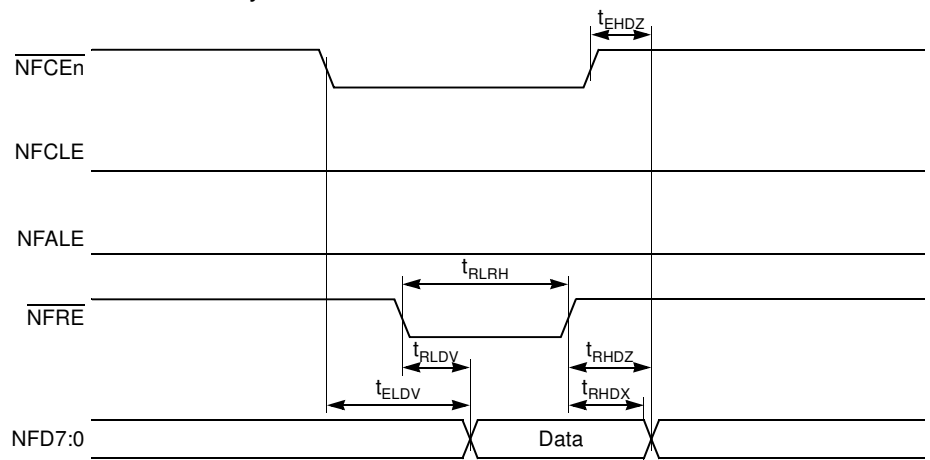 tEHDZ
NFCEn
NFCLE
NFALE
tRLRH
NFRE
tRLDV
tRHDZ
tELDV
tRHDX
NFD7:0
Data